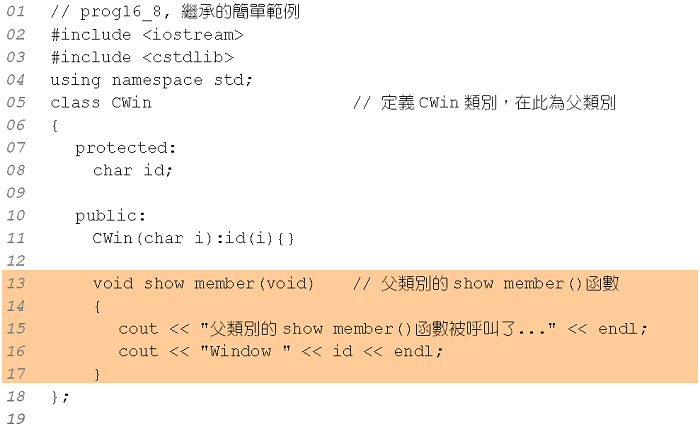 01 // prog16_8, 繼承的簡單範例
02 #include <iostream>
03 #include <cstdlib>
04 using namespace std;
05 class CWin // 定義 CWin 類別，在此為父類別
06 {
07 protected:
08 char id;
09
10 public:
11 CWin(char i):id(i){}
12
13 void show member(void) // 父類別的 show member()函數
14 {
15 cout << "父類別的 show member()函數被呼叫了..." << endl;
16 cout << "Window " << id << endl;
17 }
18 };
19